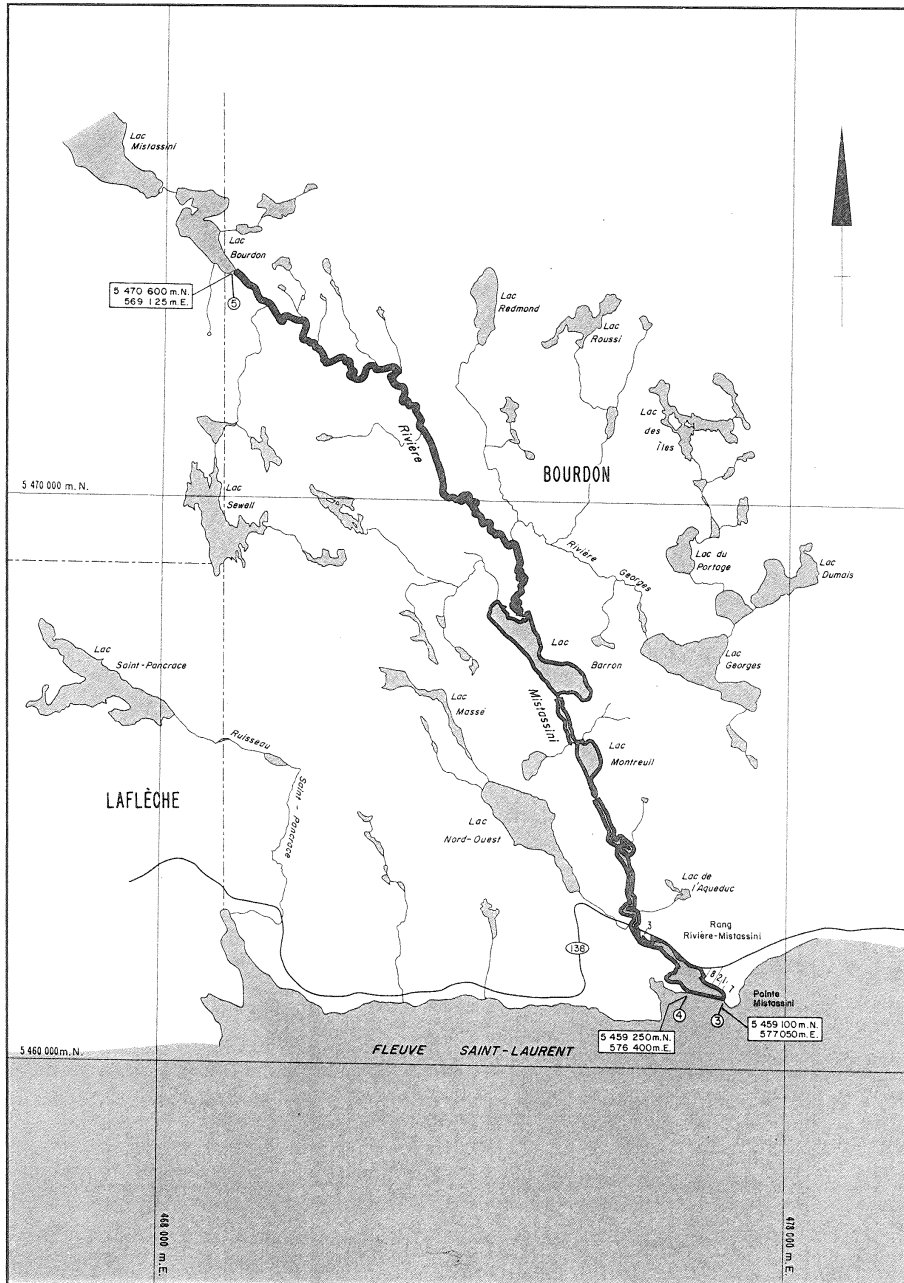 Lac
Mistassini
Lac
Bourdon
5 470 600 m.N.
569 125 m.E.
5
Lac
Redmond
Lac
Roussi
Lac
des
Îles
Rivière
BOURDON
5 470 000 m. N.
Lac
Sewell
Rivière
Georges
Lac du
Portage
Lac
Dumais
Lac
Barron
Lac
Georges
Lac
Saint-Pancrace
Lac
Massé
Mistassini
Ruisseau
Saint-Pancrace
Lac
Montreuil
LAFLÈCHE
Lac
Nord-Ouest
Lac de
l'Aqueduc
3
Rang
Rivière-Mistassini
138
Pointe
Mistassini
4
3
5 459 250 m.N.
576 400 m.E.
5 459 100 m.N.
577 050 m.E.
5 460 000 m. N.
FLEUVE SAINT-LAURENT
468 000 m.E.
478 000 m.E.